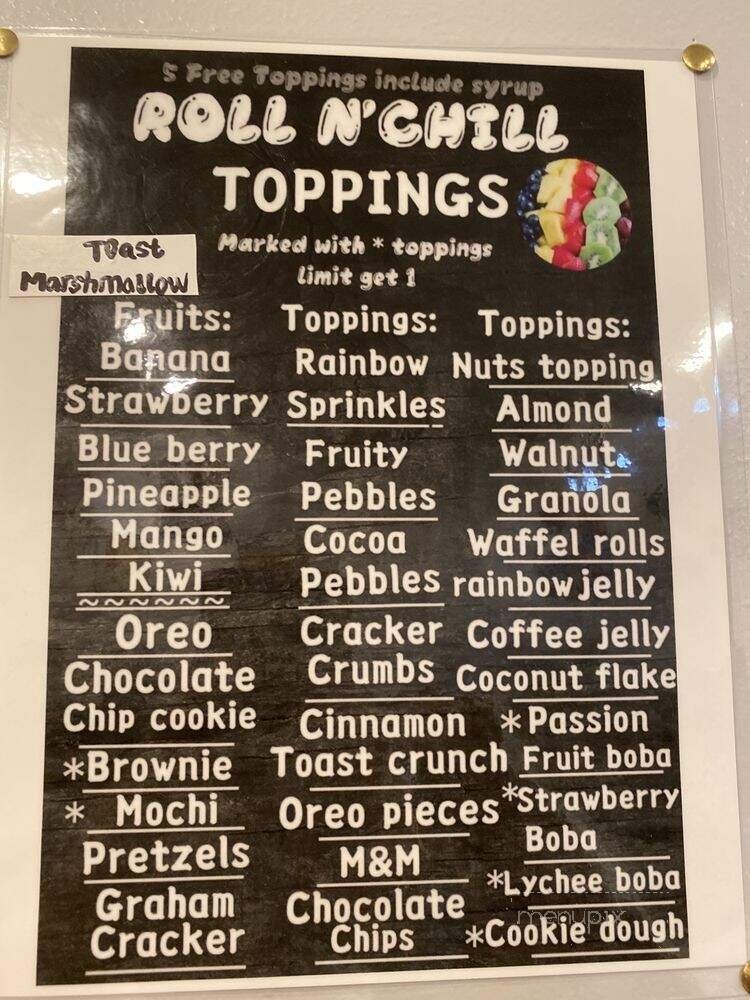 5 Free Toppings include syrup
ROLL N'CHILL
TOPPINGS
Marked with * toppings
limit get 1
Toast
Marshmallow
Fruits:
Banana
Strawberry
Blue berry
Pineapple
Mango
Kiwi
~~~~~~~
Oreo
Chocolate
Chip cookie
*Brownie
* Mochi
Pretzels
Graham
Cracker
Toppings:
Rainbow
Sprinkles
Fruity
Pebbles
Cocoa
Pebbles
Cracker
Crumbs
Cinnamon
Toast crunch
Oreo pieces
M&M
Chocolate
Chips
Toppings:
Nuts topping
Almond
Walnut
Granola
Waffel rolls
rainbow jelly
Coffee jelly
Coconut flake
* Passion
Fruit boba
*Strawberry
Boba
*Lychee boba
*Cookie dough
menupix